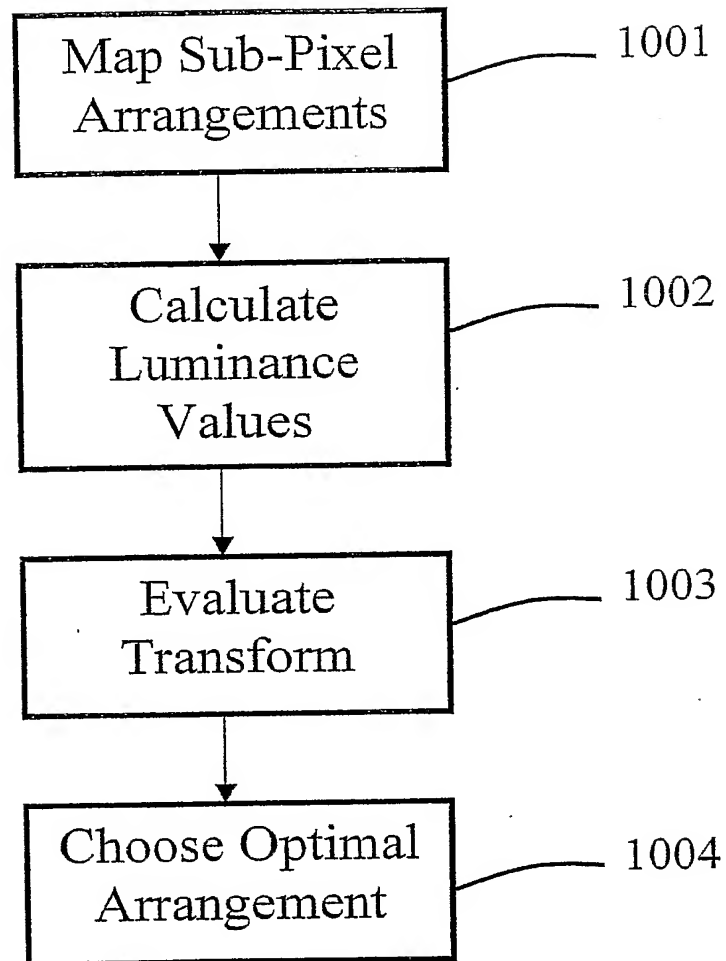 Map Sub-Pixel
Arrangements
1001
Calculate
Luminance
Values
1002
Evaluate
Transform
1003
Choose Optimal
Arrangement
1004